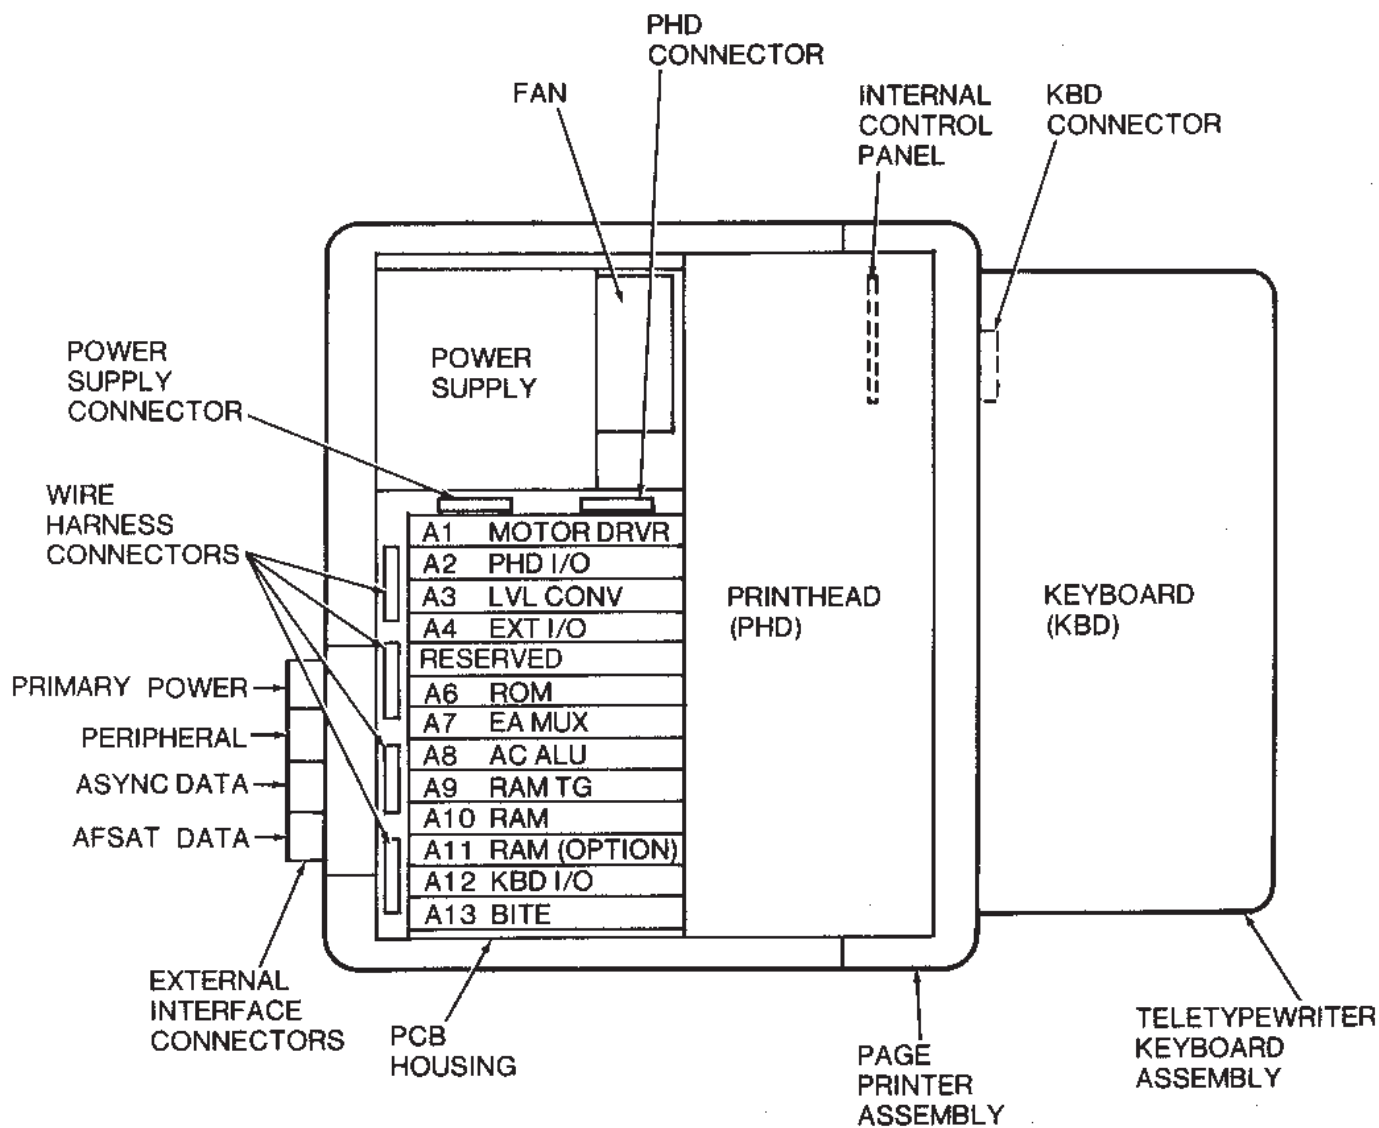 PHD
CONNECTOR
FAN
INTERNAL
CONTROL
PANEL
KBD
CONNECTOR
POWER
SUPPLY
CONNECTOR
POWER
SUPPLY
WIRE
HARNESS
CONNECTORS
A1 MOTOR DRVR
A2 PHD I/O
A3 LVL CONV
A4 EXT I/O
RESERVED
A6 ROM
A7 EA MUX
A8 AC ALU
A9 RAM TG
A10 RAM
A11 RAM (OPTION)
A12 KBD I/O
A13 BITE
PRINTHEAD
(PHD)
KEYBOARD
(KBD)
PRIMARY POWER
PERIPHERAL
ASYNC DATA
AFSAT DATA
EXTERNAL
INTERFACE
CONNECTORS
PCB
HOUSING
PAGE
PRINTER
ASSEMBLY
TELETYPEWRITER
KEYBOARD
ASSEMBLY